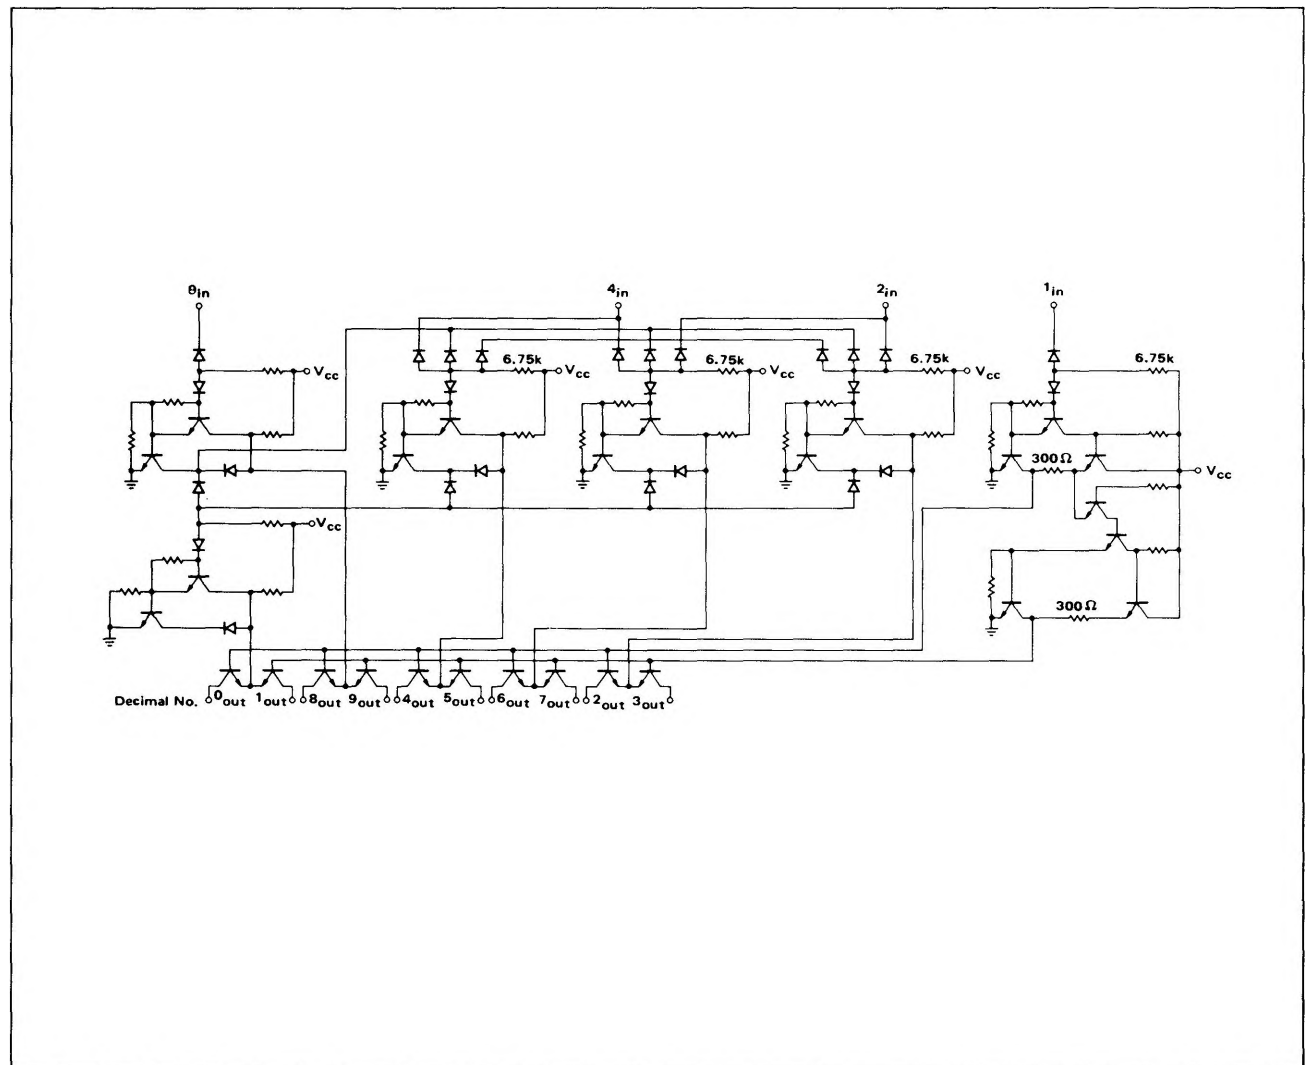 8in 4in 2in 1in
6.75k 6.75k 6.75k 6.75k
Vcc Vcc Vcc Vcc
300Ω
Vcc
Vcc
300Ω
Decimal No. 0out 1out 8out 9out 4out 5out 6out 7out 2out 3out